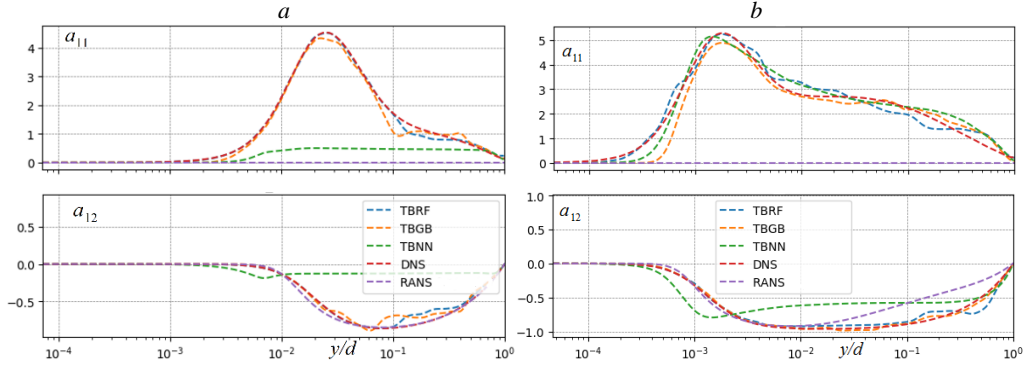 a
b
a₁₁
4
3
2
1
0
a₁₁
5
4
3
2
1
0
a₁₂
0.5
0.0
−0.5
TBRF
TBGB
TBNN
DNS
RANS
10⁻⁴
10⁻³
10⁻²
10⁻¹
10⁰
y/d
a₁₂
1.0
0.5
0.0
−0.5
−1.0
TBRF
TBGB
TBNN
DNS
RANS
10⁻⁴
10⁻³
10⁻²
10⁻¹
10⁰
y/d